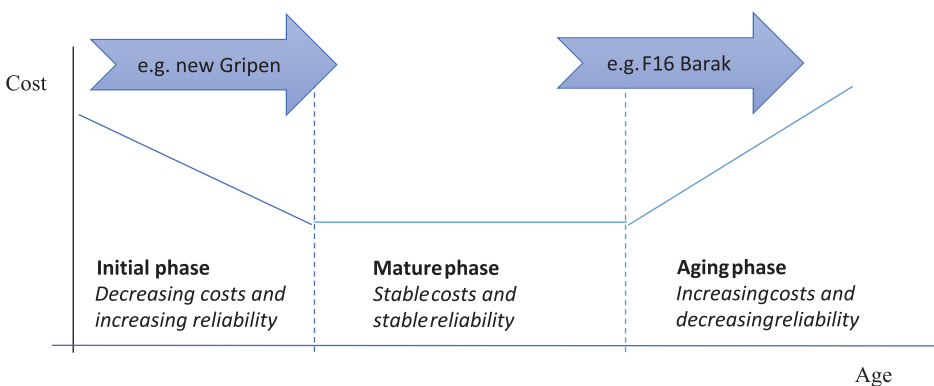 e.g. new Gripen
e.g. F16 Barak
Cost
Initial phase
Decreasing costs and
increasing reliability
Mature phase
Stable costs and
stable reliability
Aging phase
Increasing costs and
decreasing reliability
Age